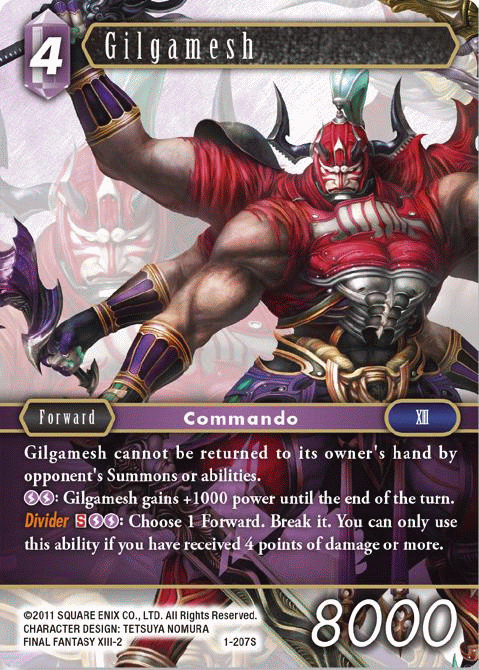 4
Gilgamesh
Forward
Commando
XIII
Gilgamesh cannot be returned to its owner's hand by
opponent's Summons or abilities.
: Gilgamesh gains +1000 power until the end of the turn.
Divider S: Choose 1 Forward. Break it. You can only use
this ability if you have received 4 points of damage or more.
©2011 SQUARE ENIX CO., LTD. All Rights Reserved.
CHARACTER DESIGN: TETSUYA NOMURA
FINAL FANTASY XIII-2
1-207S
8000